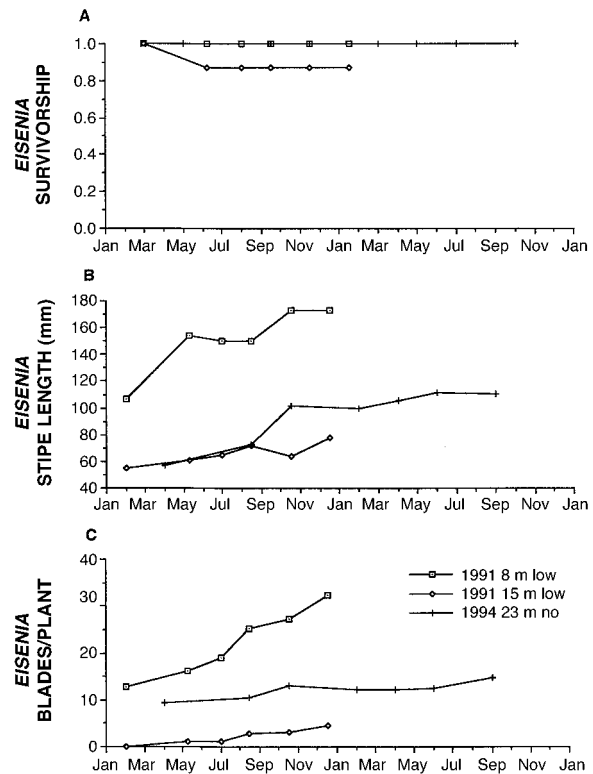 A
EISENIA
SURVIVORSHIP
1.0
0.8
0.6
0.4
0.2
0.0
Jan Mar May Jul Sep Nov Jan Mar May Jul Sep Nov Jan
B
EISENIA
STIPE LENGTH (mm)
180
160
140
120
100
80
60
40
Jan Mar May Jul Sep Nov Jan Mar May Jul Sep Nov Jan
C
EISENIA
BLADES/PLANT
40
30
20
10
0
1991 8 m low
1991 15 m low
1994 23 m no
Jan Mar May Jul Sep Nov Jan Mar May Jul Sep Nov Jan